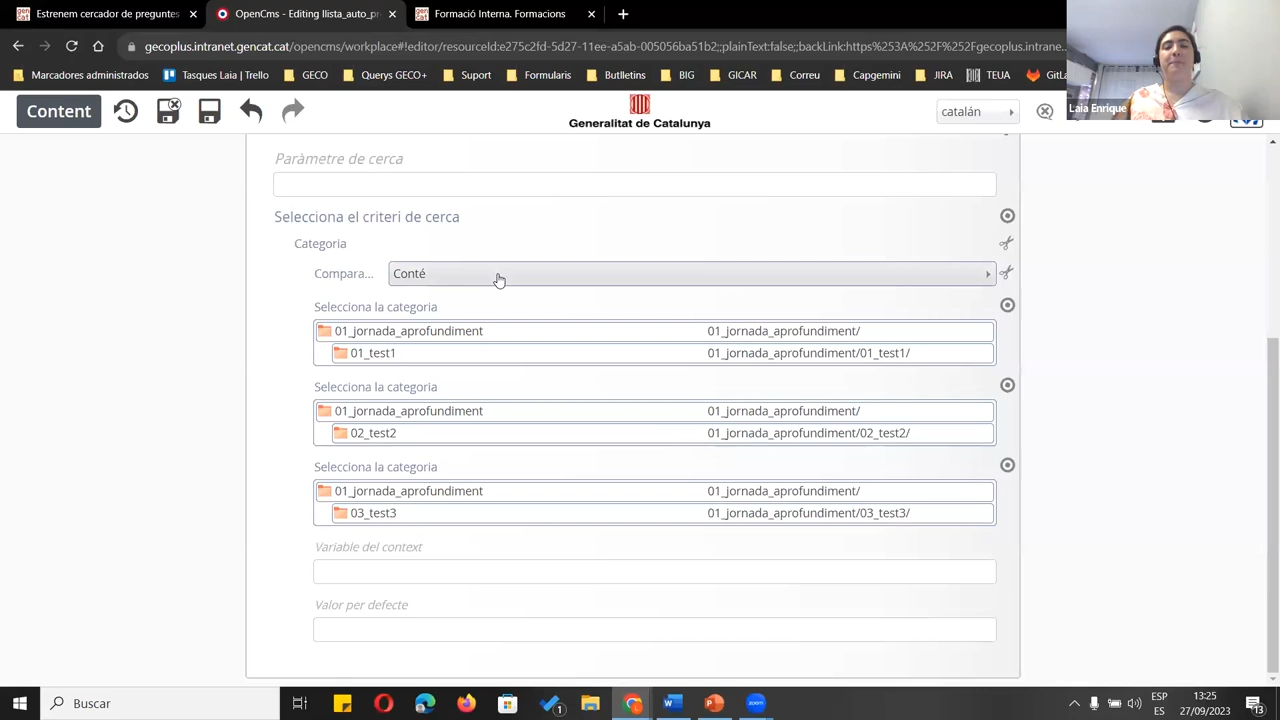 Estrenem cercador de preguntes
OpenCms - Editing llista_auto_pr
Formació Interna. Formacions
gecoplus.intranet.gencat.cat/opencms/workplace#!editor/resourceId:e275c2fd-5d27-11ee-a5ab-005056ba51b2;;plainText:false;;backLink:https%253A%252F%252Fgecoplus.intrane
Marcadores administrados
Tasques Laia | Trello
GECO
Querys GECO
Suport
Formularis
Butlletins
BIG
GICAR
Correu
Capgemini
JIRA
TEUA
GitLa
Laia Enrique
Content
Generalitat de Catalunya
catalán
Paràmetre de cerca
Selecciona el criteri de cerca
Categoria
Compara...
Conté
Selecciona la categoria
01_jornada_aprofundiment 01_jornada_aprofundiment/
01_test1 01_jornada_aprofundiment/01_test1/
Selecciona la categoria
01_jornada_aprofundiment 01_jornada_aprofundiment/
02_test2 01_jornada_aprofundiment/02_test2/
Selecciona la categoria
01_jornada_aprofundiment 01_jornada_aprofundiment/
03_test3 01_jornada_aprofundiment/03_test3/
Variable del context
Valor per defecte
Buscar
ESP
ES
13:25
27/09/2023
13